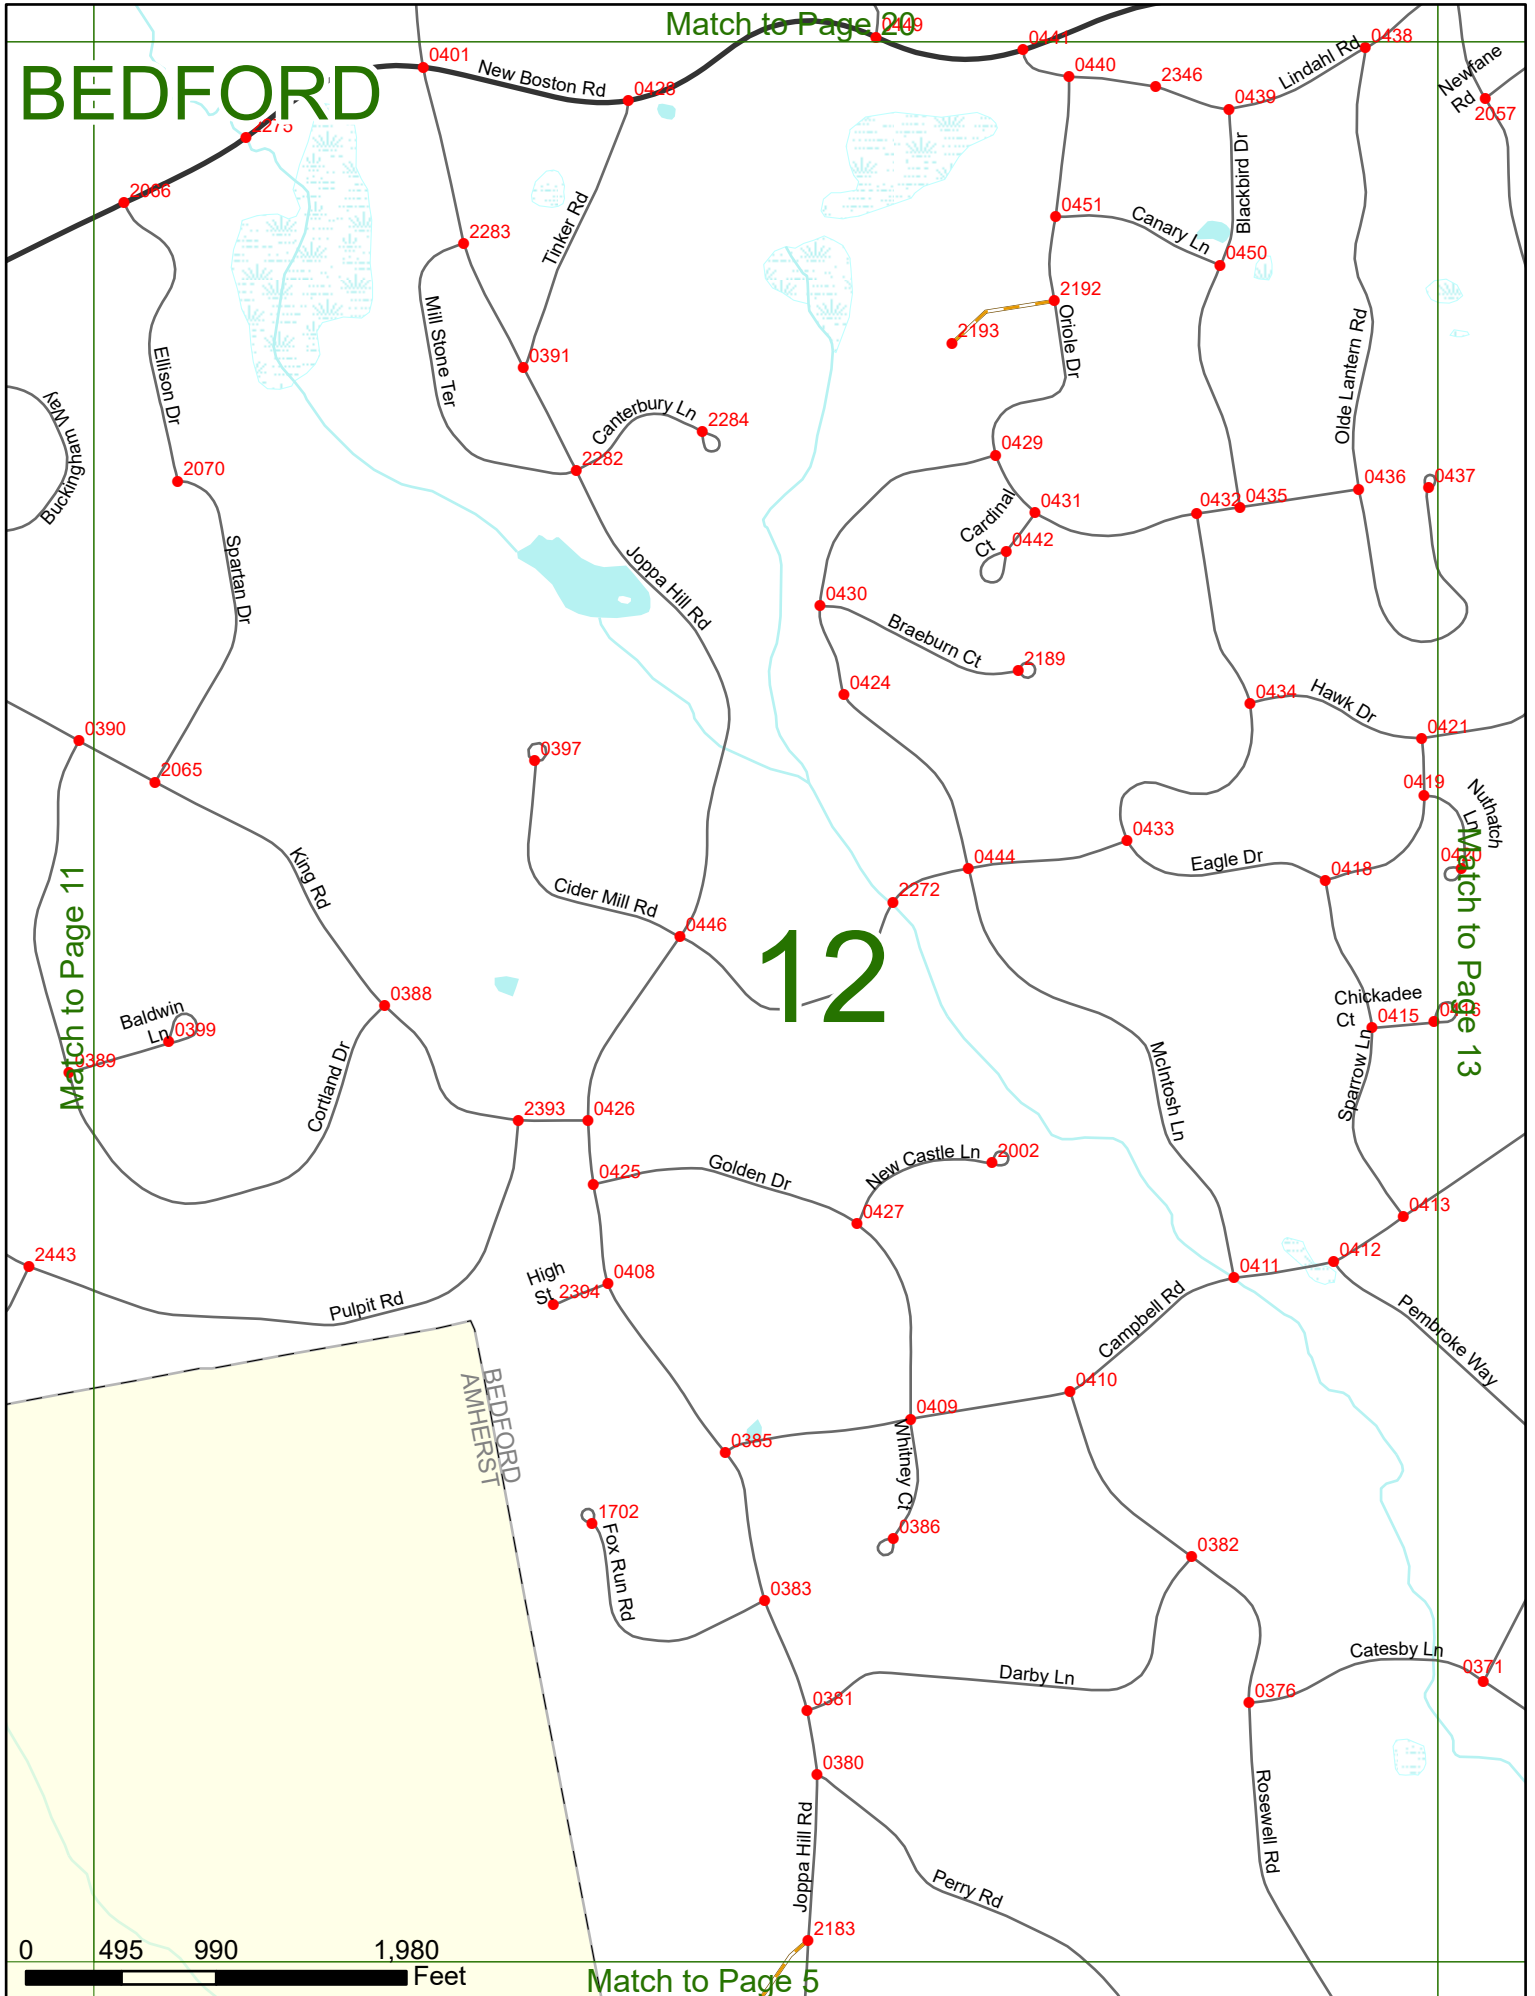 Match to Page 20
BEDFORD
0449
0441
0438
0401
New Boston Rd
0428
0440
2346
Lindahl Rd
0439
Newfane
Rd
2057
2275
2066
2283
Tinker Rd
0451
Canary Ln
Blackbird Dr
0450
Mill Stone Ter
2192
2193
Oriole Dr
Olde Lantern Rd
Ellison Dr
0391
Buckingham Way
Canterbury Ln
2284
2282
0429
2070
0436
0437
0431
0432
0435
Cardinal
Ct
0442
Spartan Dr
Joppa Hill Rd
0430
Braeburn Ct
2189
0424
0434
Hawk Dr
0421
0390
0397
2065
0419
Nuthatch
Ln
0433
King Rd
0444
Eagle Dr
0418
0420
Match to Page 11
Match to Page 13
Cider Mill Rd
2272
0446
12
0388
Chickadee
Ct
0415
0416
Baldwin
Ln
0399
0389
Cortland Dr
McIntosh Ln
Sparrow Ln
2393
0426
0425
Golden Dr
New Castle Ln
2002
0427
0413
2443
High
St
2394
0408
0411
0412
Pulpit Rd
Campbell Rd
Pembroke Way
BEDFORD
AMHERST
0410
0409
0385
Whitney Ct
1702
Fox Run Rd
0386
0382
0383
Darby Ln
Catesby Ln
0371
0381
0376
0380
Joppa Hill Rd
Rosewell Rd
Perry Rd
2183
0 495 990 1,980
Feet
Match to Page 5